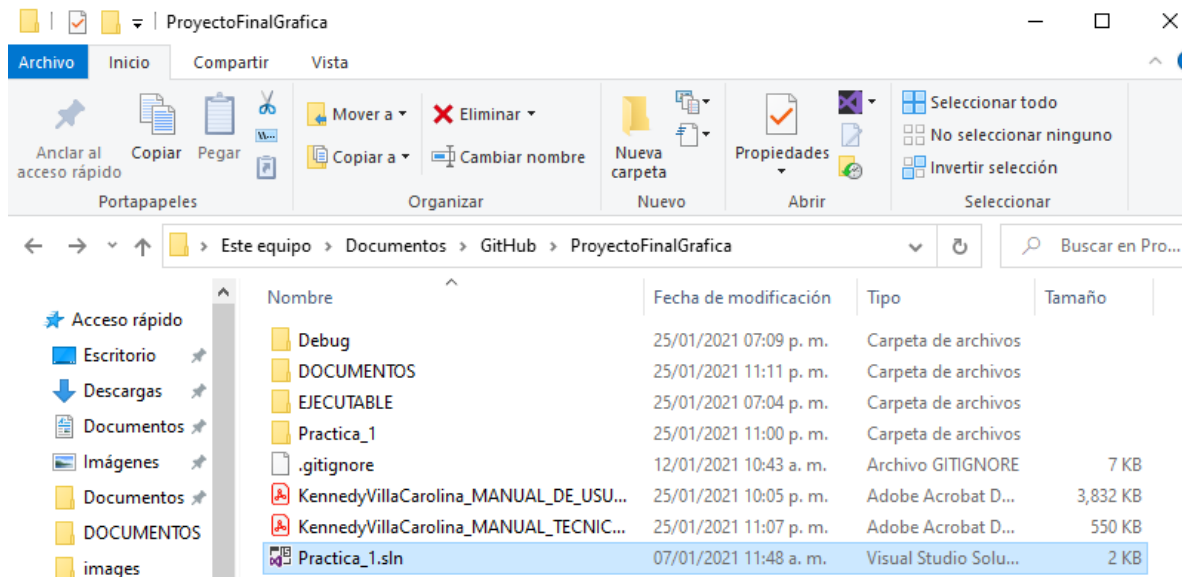 ProyectoFinalGrafica
Archivo Inicio Compartir Vista
Anclar al acceso rápido
Copiar
Pegar
Portapapeles
Mover a
Copiar a
Eliminar
Cambiar nombre
Organizar
Nueva carpeta
Nuevo
Propiedades
Abrir
Seleccionar todo
No seleccionar ninguno
Invertir selección
Seleccionar
Este equipo > Documentos > GitHub > ProyectoFinalGrafica
Buscar en Pro...
Acceso rápido
Escritorio
Descargas
Documentos
Imágenes
Documentos
DOCUMENTOS
images
Nombre Fecha de modificación Tipo Tamaño
Debug 25/01/2021 07:09 p. m. Carpeta de archivos
DOCUMENTOS 25/01/2021 11:11 p. m. Carpeta de archivos
EJECUTABLE 25/01/2021 07:04 p. m. Carpeta de archivos
Practica_1 25/01/2021 11:00 p. m. Carpeta de archivos
.gitignore 12/01/2021 10:43 a. m. Archivo GITIGNORE 7 KB
KennedyVillaCarolina_MANUAL_DE_USU... 25/01/2021 10:05 p. m. Adobe Acrobat D... 3,832 KB
KennedyVillaCarolina_MANUAL_TECNIC... 25/01/2021 11:07 p. m. Adobe Acrobat D... 550 KB
Practica_1.sln 07/01/2021 11:48 a. m. Visual Studio Solu... 2 KB